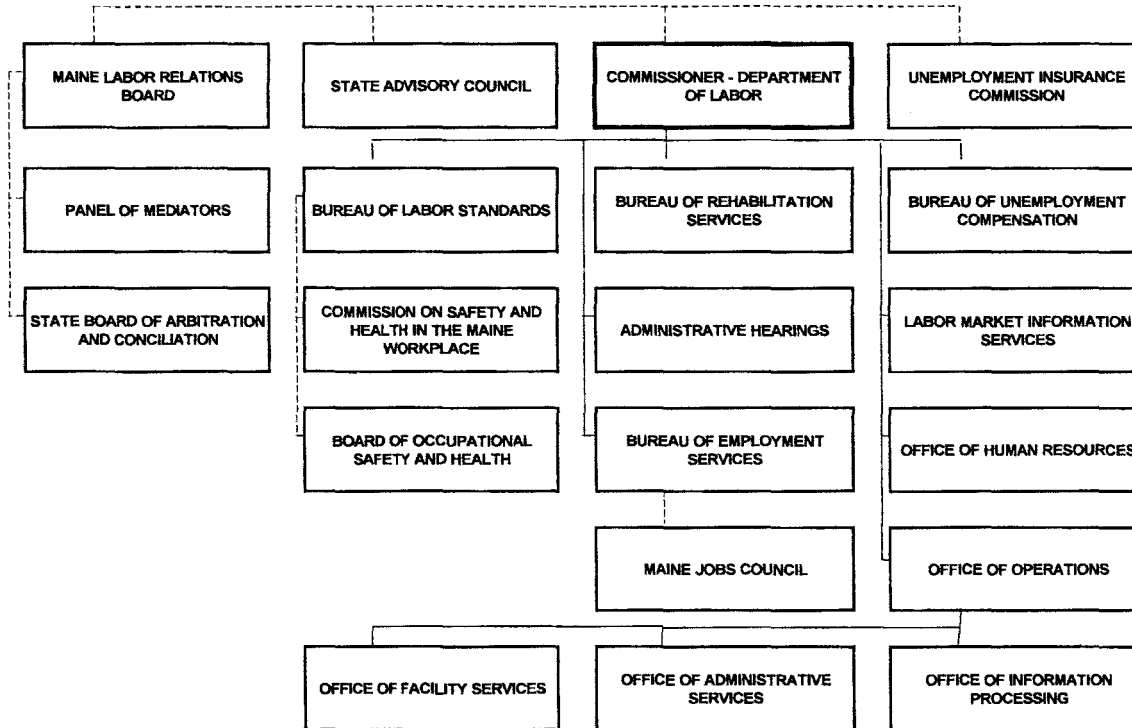 MAINE LABOR RELATIONS
BOARD
STATE ADVISORY COUNCIL
COMMISSIONER - DEPARTMENT
OF LABOR
UNEMPLOYMENT INSURANCE
COMMISSION
PANEL OF MEDIATORS
BUREAU OF LABOR STANDARDS
BUREAU OF REHABILITATION
SERVICES
BUREAU OF UNEMPLOYMENT
COMPENSATION
STATE BOARD OF ARBITRATION
AND CONCILIATION
COMMISSION ON SAFETY AND
HEALTH IN THE MAINE
WORKPLACE
ADMINISTRATIVE HEARINGS
LABOR MARKET INFORMATION
SERVICES
BOARD OF OCCUPATIONAL
SAFETY AND HEALTH
BUREAU OF EMPLOYMENT
SERVICES
OFFICE OF HUMAN RESOURCES
MAINE JOBS COUNCIL
OFFICE OF OPERATIONS
OFFICE OF FACILITY SERVICES
OFFICE OF ADMINISTRATIVE
SERVICES
OFFICE OF INFORMATION
PROCESSING